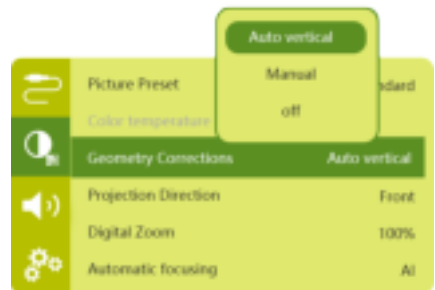 Auto vertical
Manual
off
Picture Preset
Color temperature
Geometry Corrections Auto vertical
Projection Direction Front
Digital Zoom 100%
Automatic focusing AI